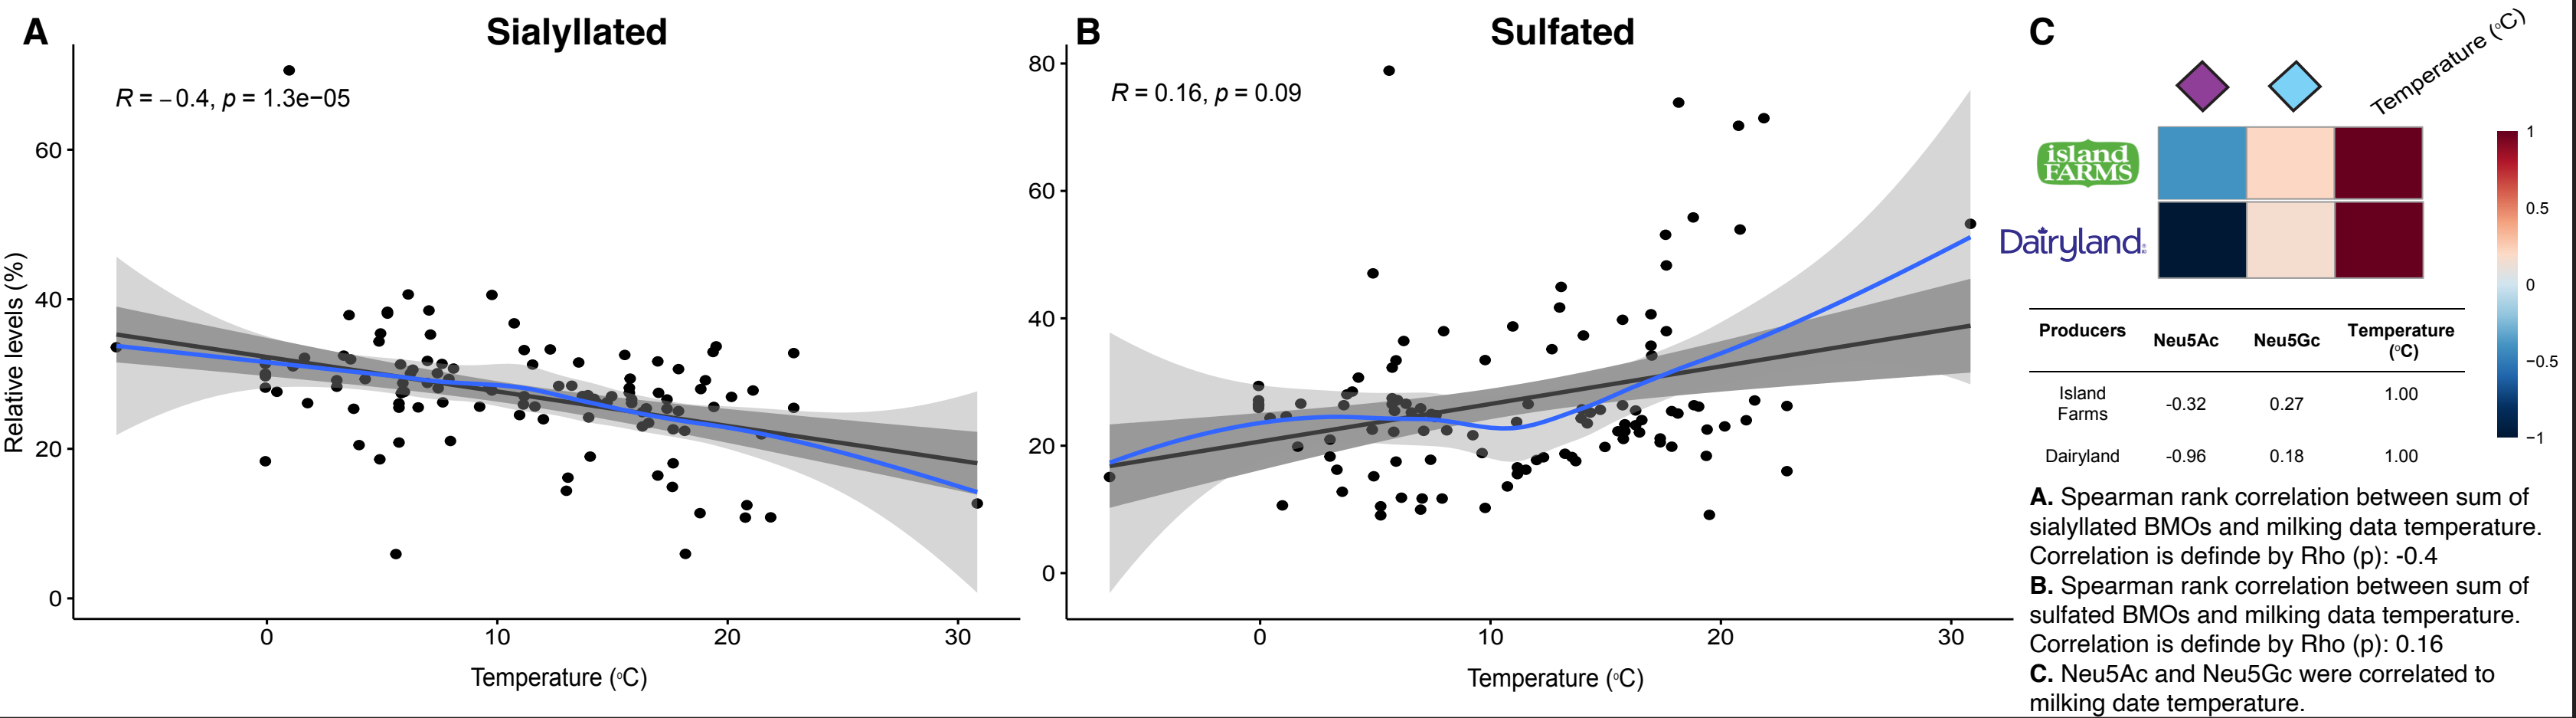 A
Sialyllated
R = −0.4, p = 1.3e−05
Relative levels (%)
60
40
20
0
0
10
20
30
Temperature (°C)
B
Sulfated
R = 0.16, p = 0.09
80
60
40
20
0
0
10
20
30
Temperature (°C)
C
Temperature (°C)
island
FARMS
Dairyland
1
0.5
0
−0.5
−1
Producers Neu5Ac Neu5Gc Temperature
(°C)
Island
Farms -0.32 0.27 1.00
Dairyland -0.96 0.18 1.00
A. Spearman rank correlation between sum of
sialyllated BMOs and milking data temperature.
Correlation is definde by Rho (p): -0.4
B. Spearman rank correlation between sum of
sulfated BMOs and milking data temperature.
Correlation is definde by Rho (p): 0.16
C. Neu5Ac and Neu5Gc were correlated to
milking date temperature.